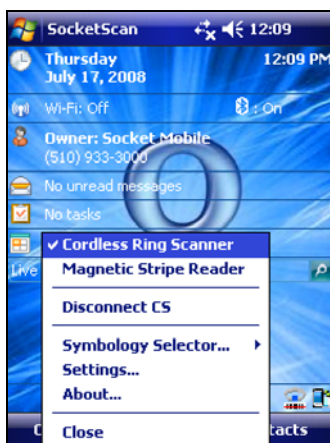 SocketScan 12:09
Thursday 12:09 PM
July 17, 2008
Wi-Fi: Off : On
Owner: Socket Mobile
(510) 933-3000
No unread messages
No tasks
✓ Cordless Ring Scanner
Live
Magnetic Stripe Reader
Disconnect CS
Symbology Selector...
Settings...
About...
Close
tacts